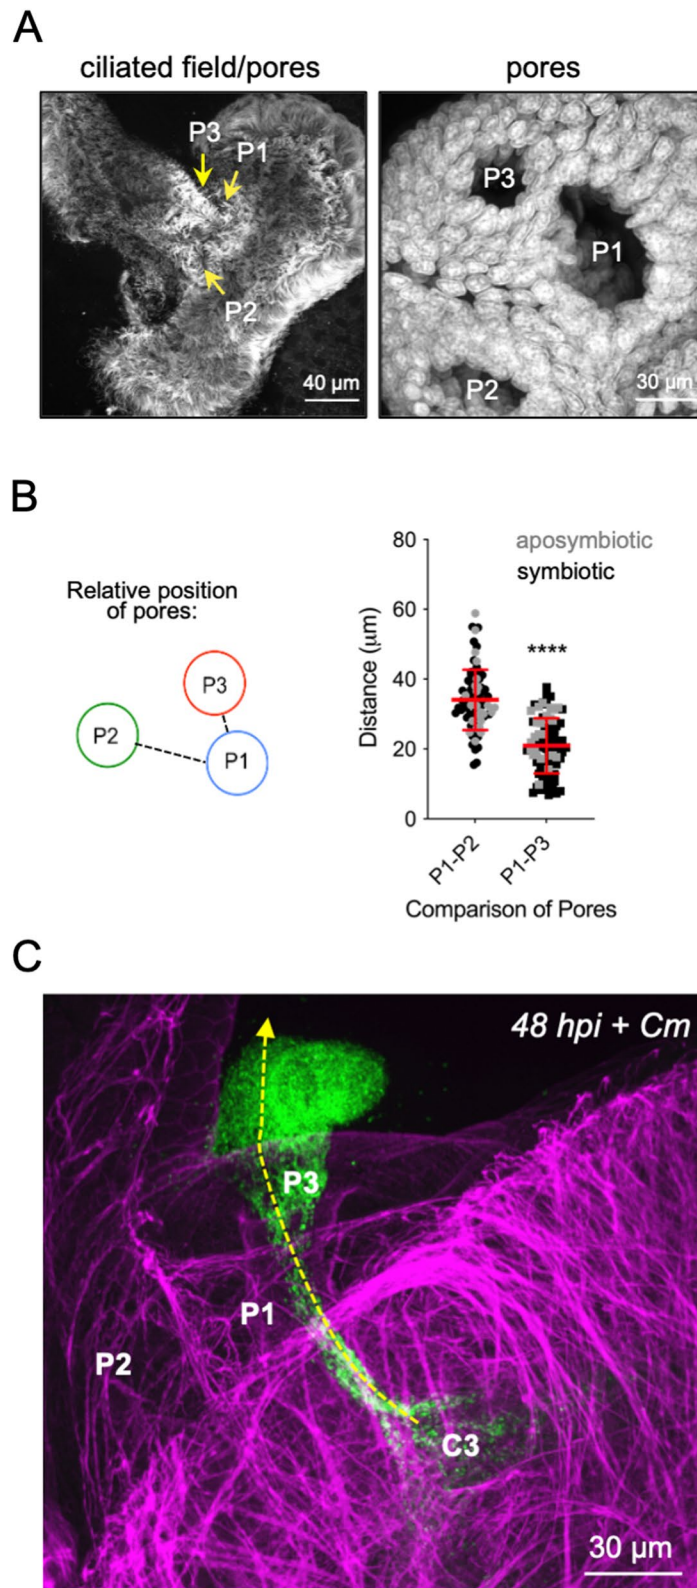 A
ciliated field/pores
pores
P3
P1
P2
40 µm
P3
P1
P2
30 µm
B
Relative position
of pores:
P3
P2
P1
aposymbiotic
symbiotic
80
60
40
20
0
Distance (µm)
****
P1-P2
P1-P3
Comparison of Pores
C
48 hpi + Cm
P3
P1
P2
C3
30 µm